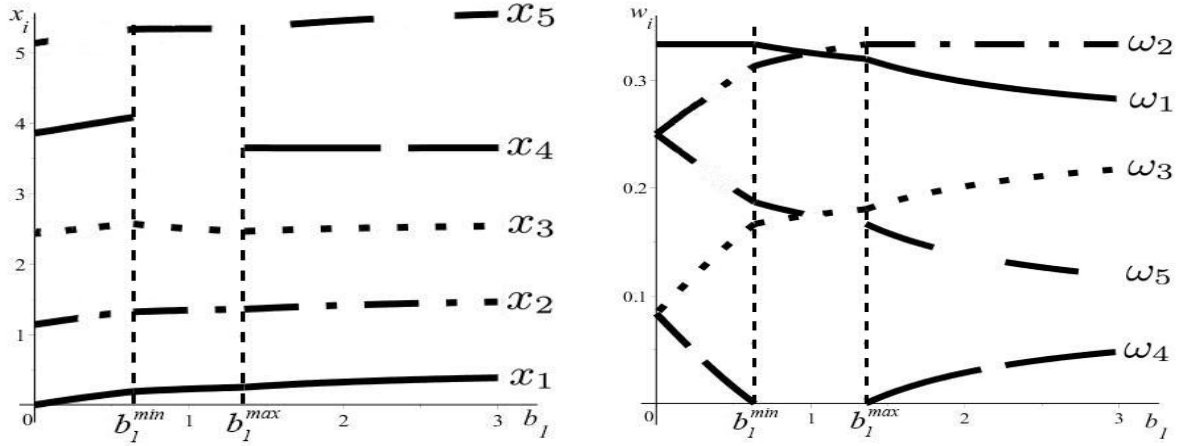 x_i
5
4
3
2
1
0
b_1^{min}
1
b_1^{max}
2
3
b_1
x_5
x_4
x_3
x_2
x_1
w_i
0.3
0.2
0.1
0
b_1^{min}
1
b_1^{max}
2
3
b_1
ω_2
ω_1
ω_3
ω_5
ω_4